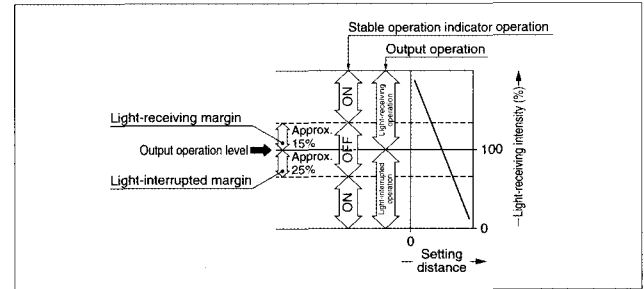 Stable operation indicator operation
Output operation
Light-receiving margin
Output operation level
Light-interrupted margin
Approx.
15%
Approx.
25%
ON
OFF
ON
Light-receiving
operation
Light-interrupted
operation
100
0
Light-receiving intensity (%)
0
Setting
distance